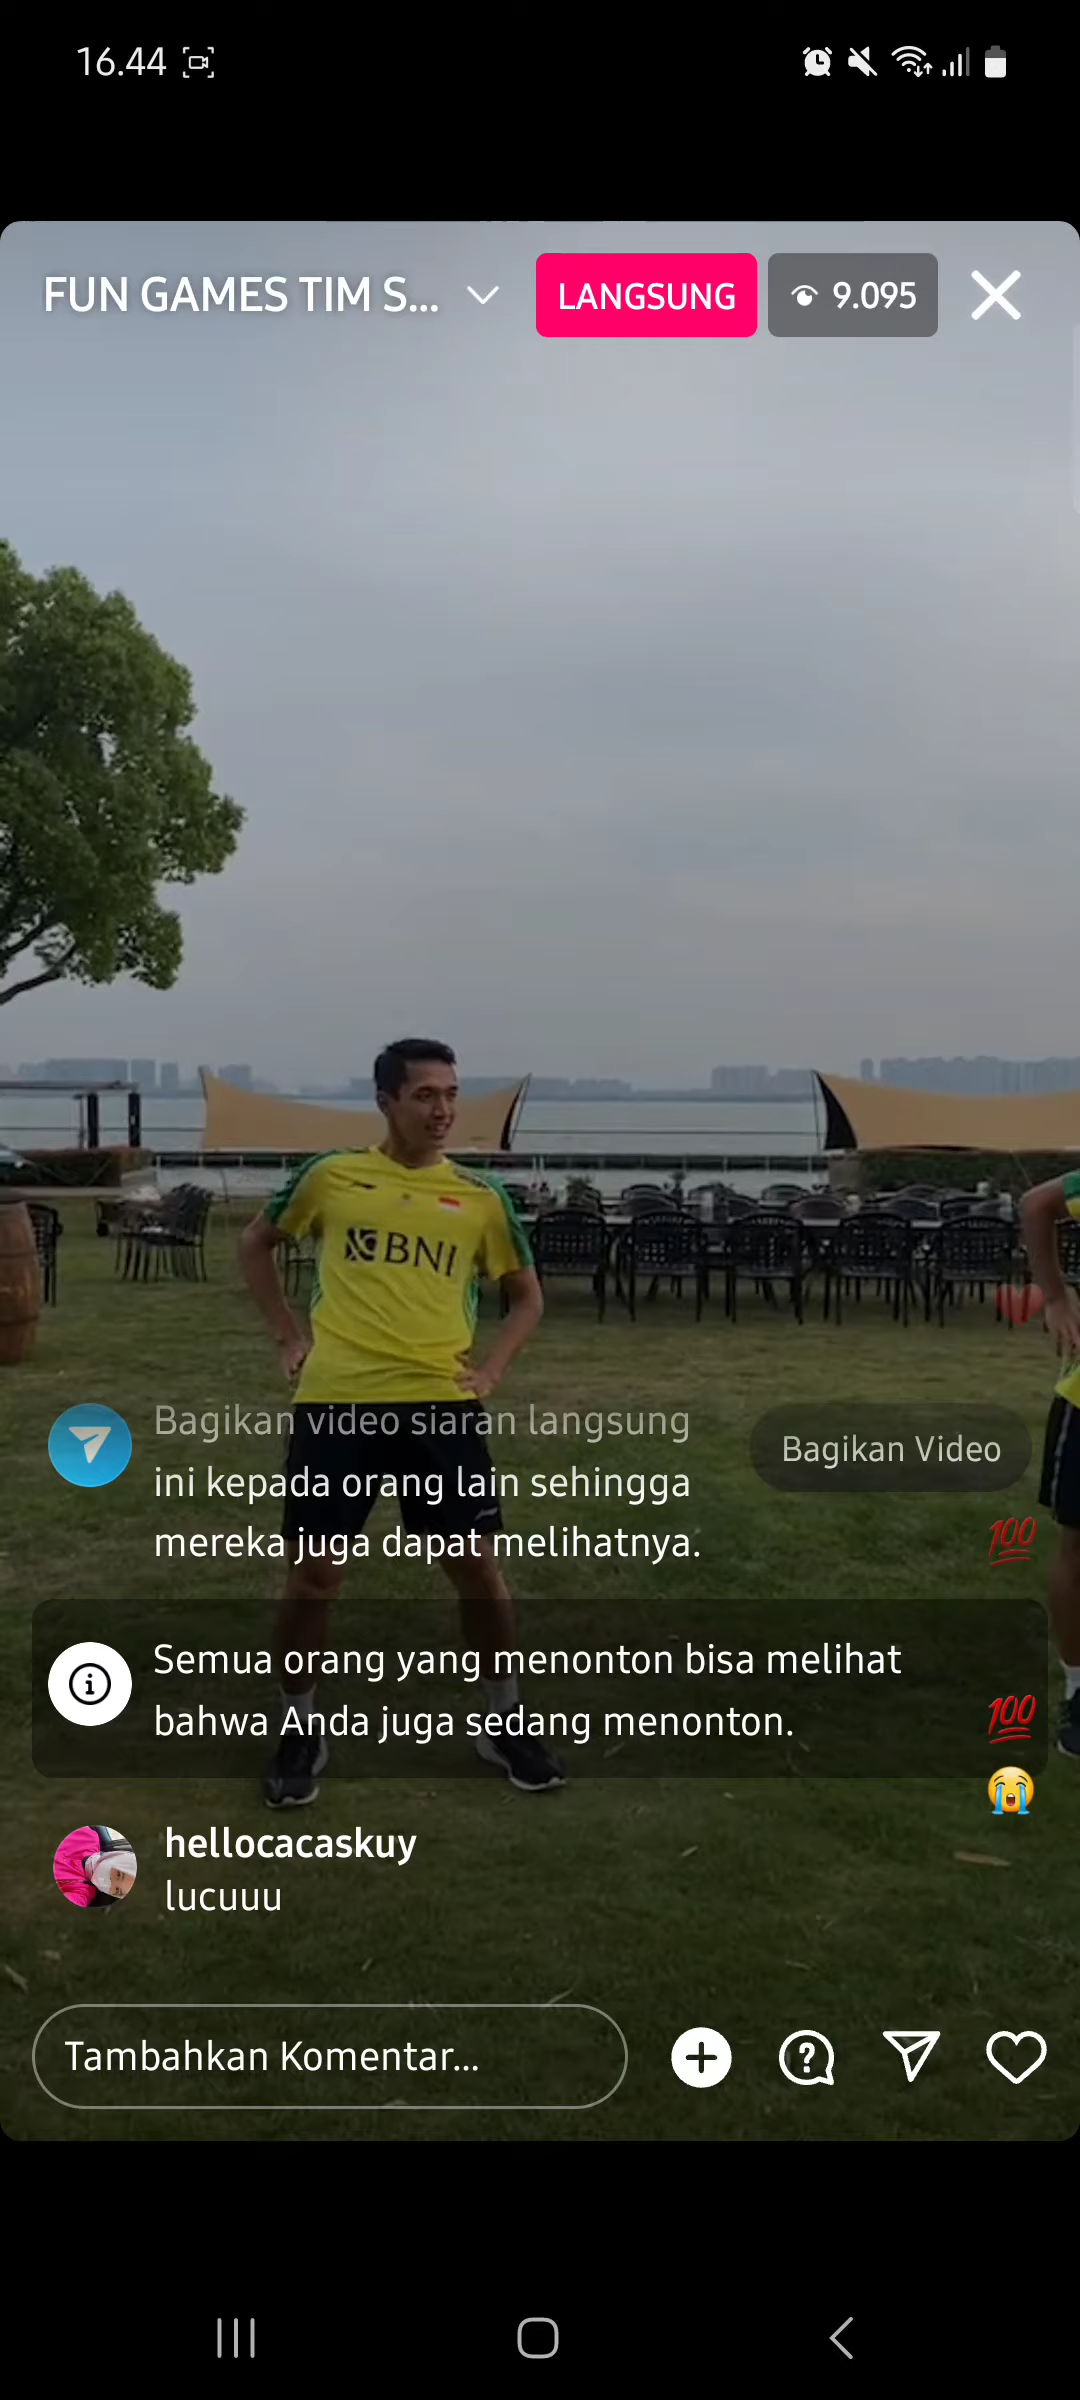 16.44
FUN GAMES TIM S...
LANGSUNG
9.095
BNI
Bagikan video siaran langsung
ini kepada orang lain sehingga
mereka juga dapat melihatnya.
Bagikan Video
100
Semua orang yang menonton bisa melihat
bahwa Anda juga sedang menonton.
100
hellocacaskuy
lucuuu
Tambahkan Komentar...